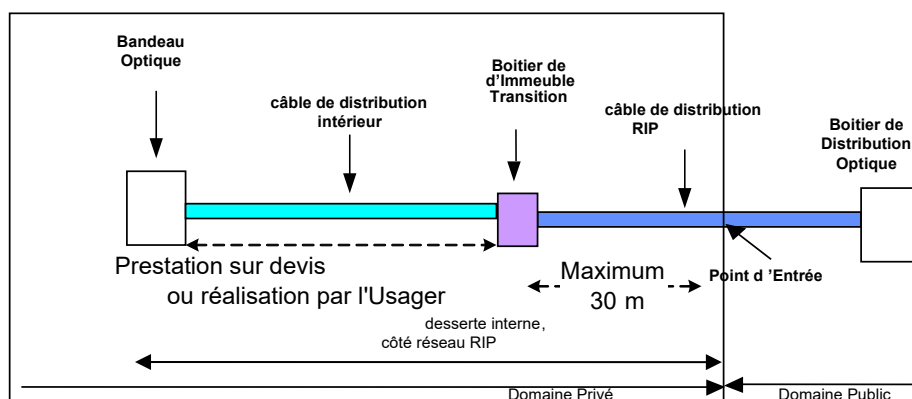 Bandeau
Optique
câble de distribution
intérieur
Boitier de
d'Immeuble
Transition
câble de distribution
RIP
Boitier de
Distribution
Optique
Prestation sur devis
ou réalisation par l'Usager
Maximum
30 m
Point d 'Entrée
desserte interne,
côté réseau RIP
Domaine Privé
Domaine Public